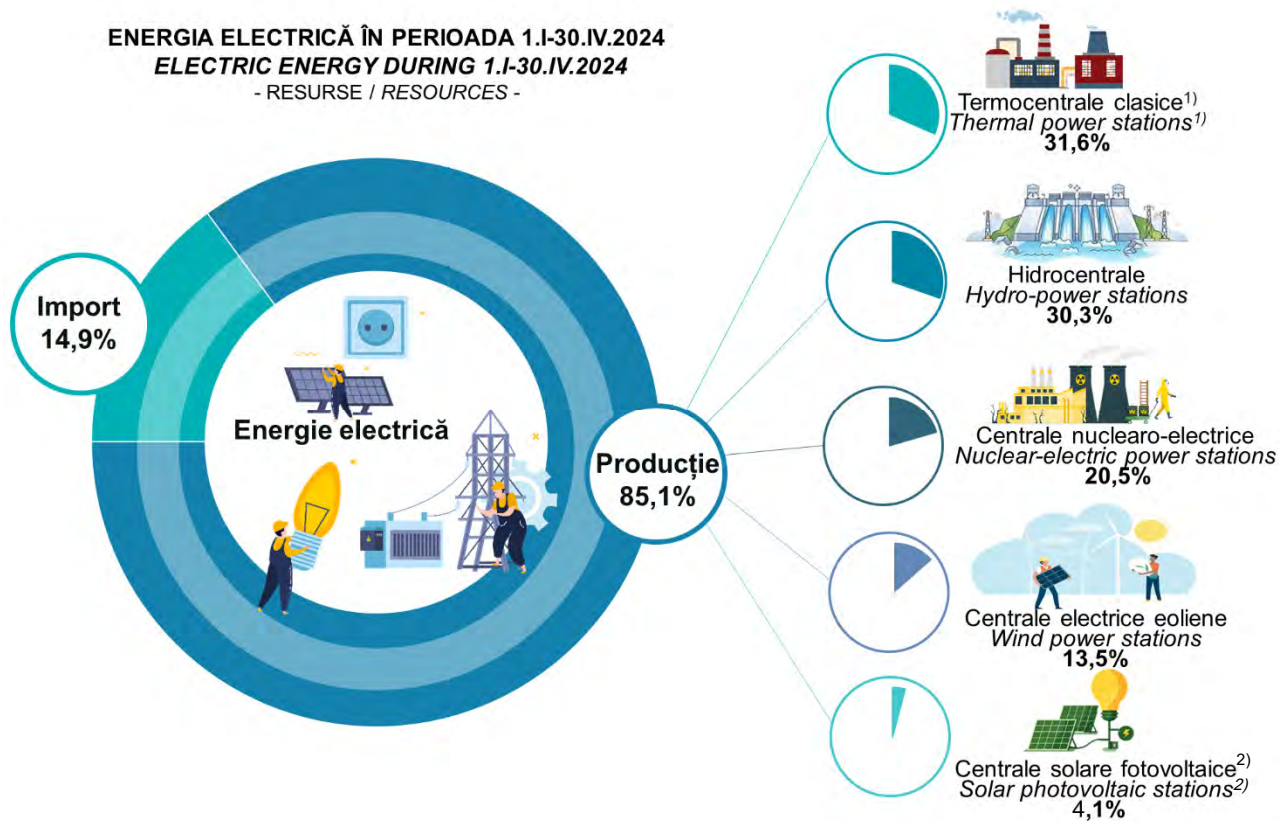 ENERGIA ELECTRICĂ ÎN PERIOADA 1.I-30.IV.2024
ELECTRIC ENERGY DURING 1.I-30.IV.2024
- RESURSE / RESOURCES -
Import
14,9%
Energie electrică
Producție
85,1%
Termocentrale clasice1)
Thermal power stations1)
31,6%
Hidrocentrale
Hydro-power stations
30,3%
Centrale nuclearo-electrice
Nuclear-electric power stations
20,5%
Centrale electrice eoliene
Wind power stations
13,5%
Centrale solare fotovoltaice2)
Solar photovoltaic stations2)
4,1%